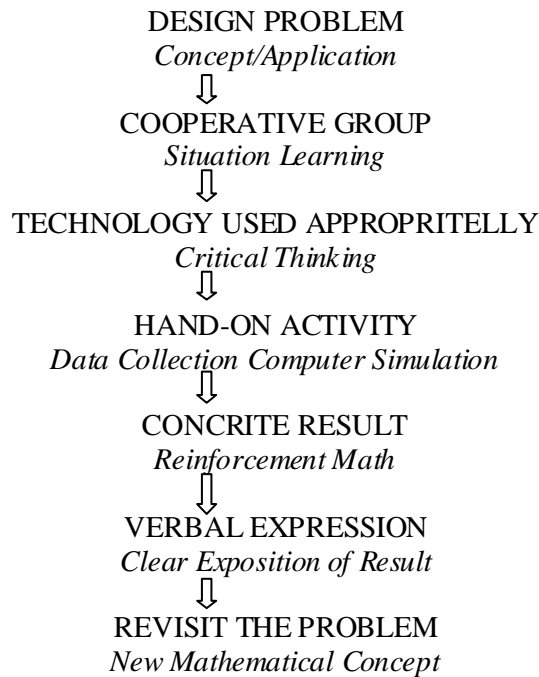 DESIGN PROBLEM
Concept/Application
COOPERATIVE GROUP
Situation Learning
TECHNOLOGY USED APPROPRITELLY
Critical Thinking
HAND-ON ACTIVITY
Data Collection Computer Simulation
CONCRITE RESULT
Reinforcement Math
VERBAL EXPRESSION
Clear Exposition of Result
REVISIT THE PROBLEM
New Mathematical Concept